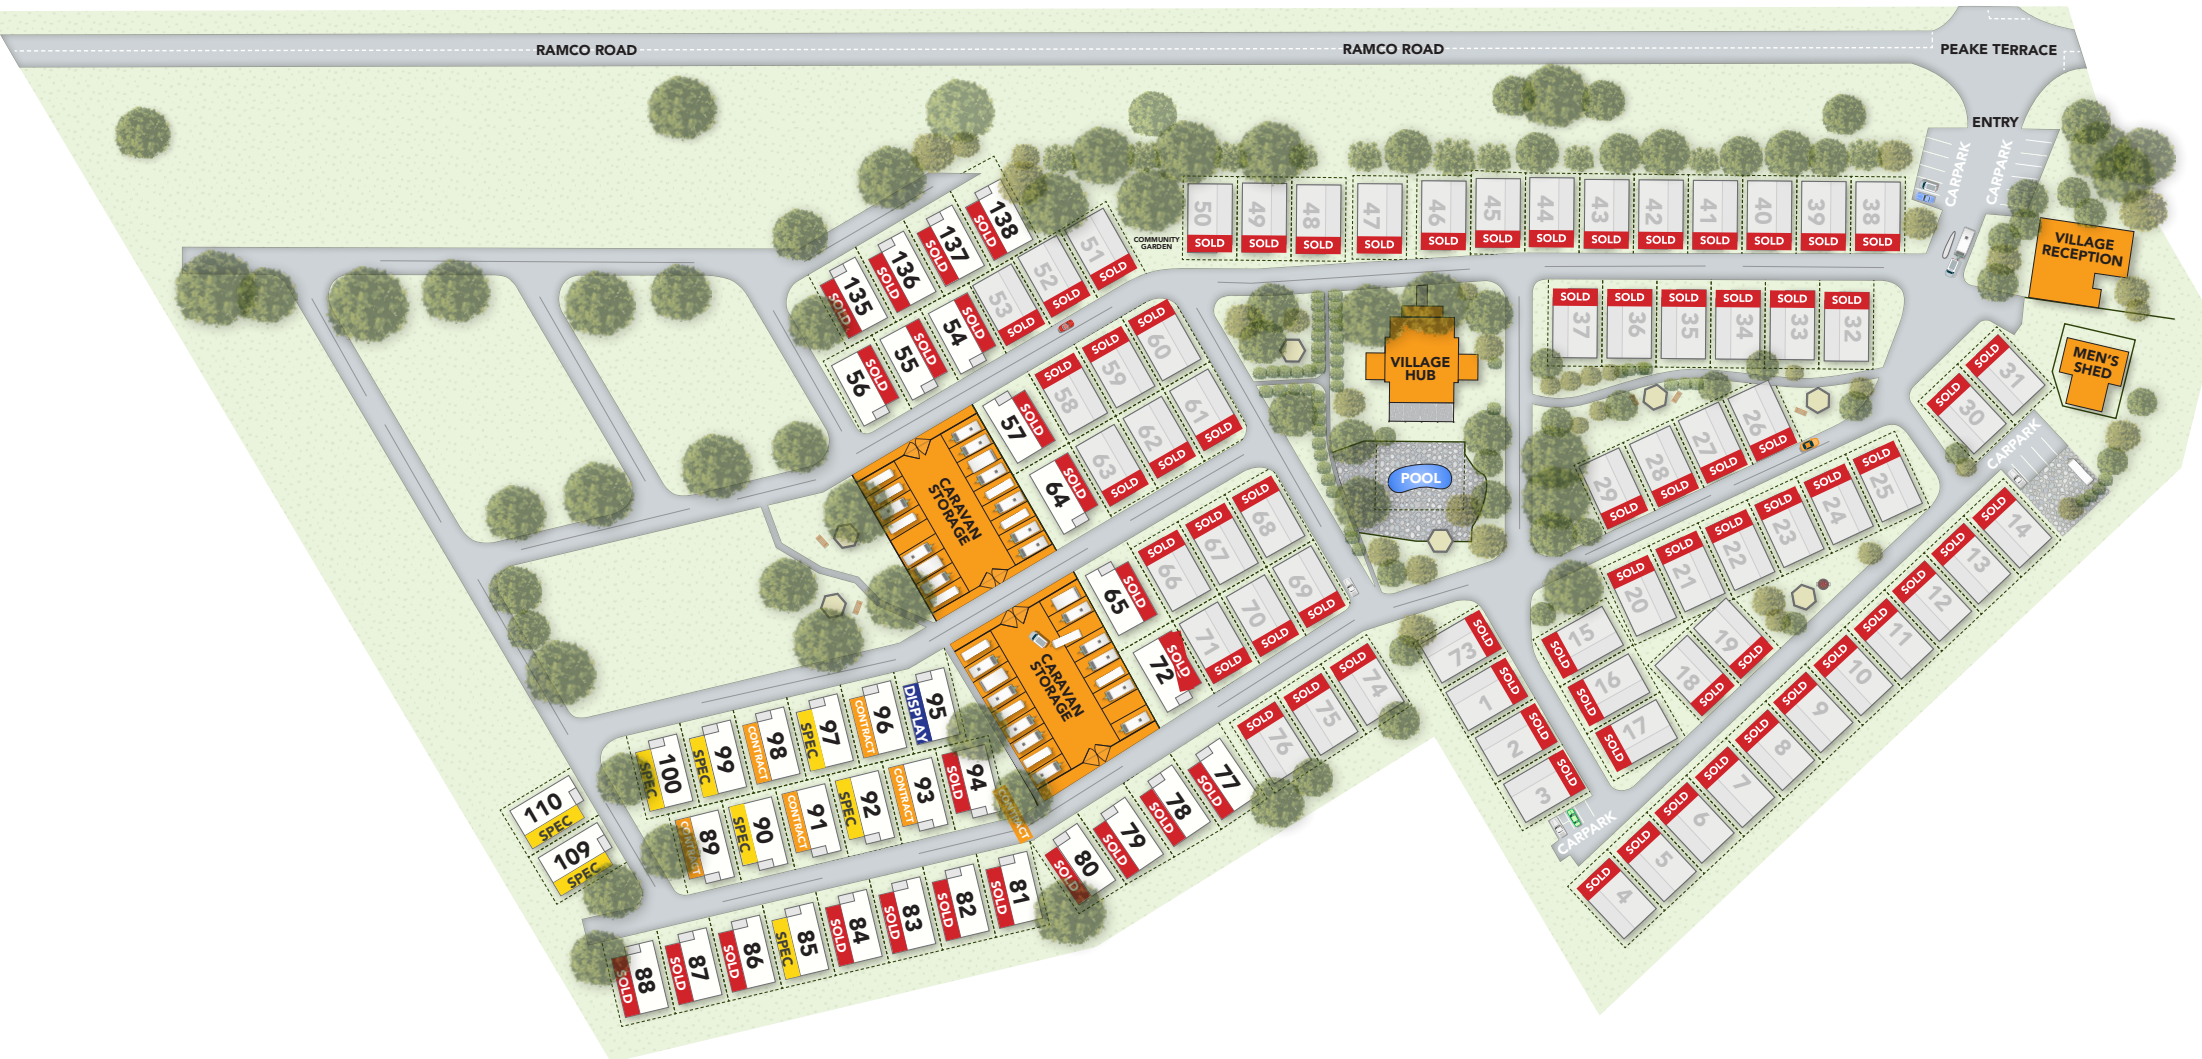 RAMCO ROAD
RAMCO ROAD
PEAKE TERRACE
ENTRY
CARPARK
CARPARK
VILLAGE
RECEPTION
MEN'S
SHED
COMMUNITY
GARDEN
50
SOLD
49
SOLD
48
SOLD
47
SOLD
46
SOLD
45
SOLD
44
SOLD
43
SOLD
42
SOLD
41
SOLD
40
SOLD
39
SOLD
38
SOLD
135
SOLD
136
SOLD
137
SOLD
138
SOLD
56
SOLD
55
SOLD
54
SOLD
53
SOLD
52
SOLD
51
SOLD
SOLD
37
SOLD
36
SOLD
35
SOLD
34
SOLD
33
SOLD
32
VILLAGE
HUB
POOL
57
SOLD
SOLD
58
SOLD
59
SOLD
60
64
SOLD
63
SOLD
62
SOLD
61
SOLD
CARAVAN
STORAGE
CARAVAN
STORAGE
65
SOLD
SOLD
66
SOLD
67
SOLD
68
72
SOLD
71
SOLD
70
SOLD
69
SOLD
29
SOLD
28
SOLD
27
SOLD
26
SOLD
SOLD
30
SOLD
31
CARPARK
SOLD
20
SOLD
21
SOLD
22
SOLD
23
SOLD
24
SOLD
25
SOLD
15
SOLD
16
SOLD
17
18
SOLD
19
SOLD
SOLD
14
SOLD
13
SOLD
12
SOLD
11
SOLD
10
SOLD
9
SOLD
8
SOLD
7
SOLD
6
SOLD
5
SOLD
4
73
SOLD
1
SOLD
2
SOLD
3
SOLD
CARPARK
SOLD
74
SOLD
75
SOLD
76
77
SOLD
78
SOLD
79
SOLD
80
SOLD
CONTRACT
SPEC
100
SPEC
99
CONTRACT
98
SPEC
97
CONTRACT
96
DISPLAY
95
CONTRACT
89
SPEC
90
CONTRACT
91
SPEC
92
CONTRACT
93
SOLD
94
110
SPEC
109
SPEC
SOLD
88
SOLD
87
SOLD
86
SPEC
85
SOLD
84
SOLD
83
SOLD
82
SOLD
81